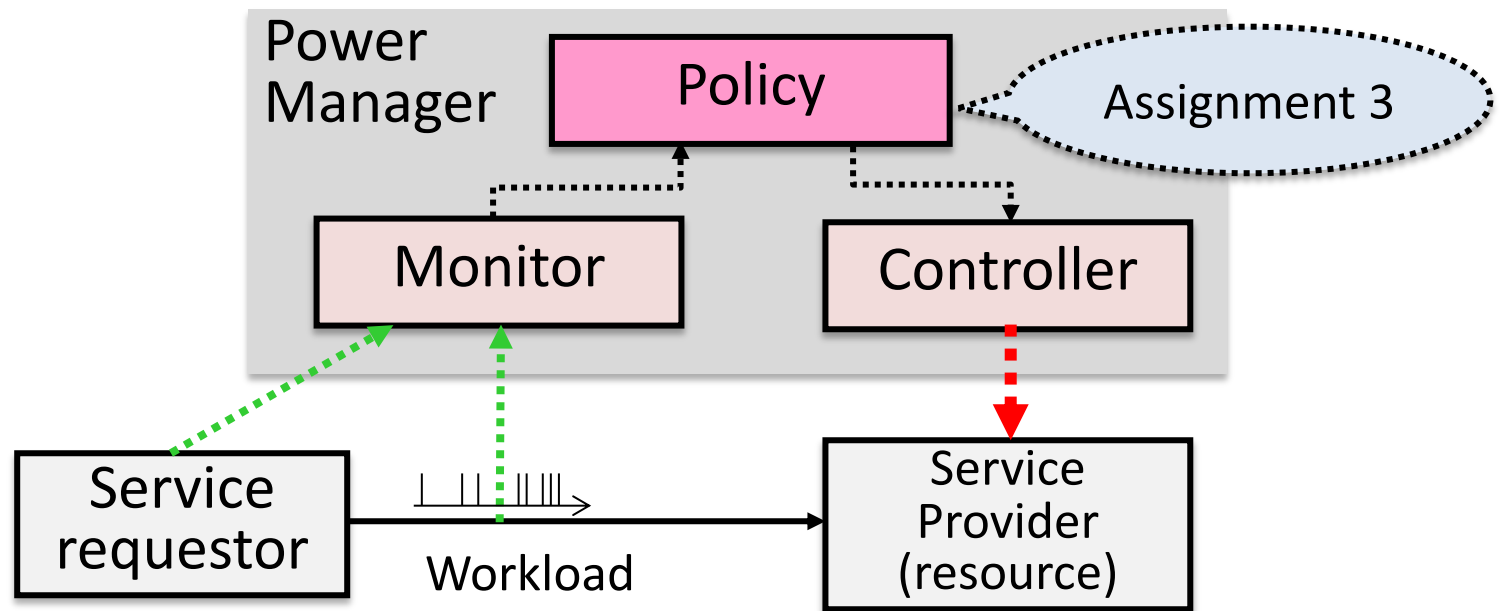 Power
Manager
Policy
Assignment 3
Monitor
Controller
Service
requestor
Workload
Service
Provider
(resource)